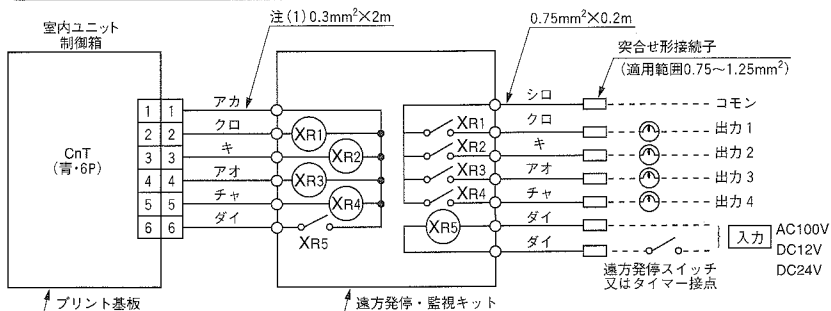 注(1) 0.3mm²×2m
0.75mm²×0.2m
室内ユニット
制御箱
突合せ形接続子
(適用範囲0.75～1.25mm²)
CnT
(青・6P)
1 1 アカ
2 2 クロ
3 3 キ
4 4 アオ
5 5 チャ
6 6 ダイ
XR1
XR2
XR3
XR4
XR5
XR1
XR2
XR3
XR4
XR5
シロ コモン
クロ 出力1
キ 出力2
アオ 出力3
チャ 出力4
ダイ
ダイ
入力
AC100V
DC12V
DC24V
遠方発停スイッチ
又はタイマー接点
プリント基板
遠方発停・監視キット